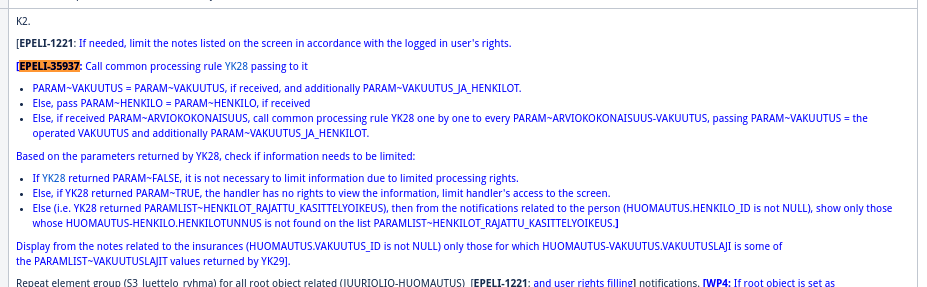 K2.
[EPELI-1221: If needed, limit the notes listed on the screen in accordance with the logged in user's rights.
[EPELI-35937: Call common processing rule YK28 passing to it
• PARAM~VAKUUTUS = PARAM~VAKUUTUS, if received, and additionally PARAM~VAKUUTUS_JA_HENKILOT.
• Else, pass PARAM~HENKILO = PARAM~HENKILO, if received
• Else, if received PARAM~ARVIOKOKONAISUUS, call common processing rule YK28 one by one to every PARAM~ARVIOKOKONAISUUS-VAKUUTUS, passing PARAM~VAKUUTUS = the
operated VAKUUTUS and additionally PARAM~VAKUUTUS_JA_HENKILOT.
Based on the parameters returned by YK28, check if information needs to be limited:
• If YK28 returned PARAM~FALSE, it is not necessary to limit information due to limited processing rights.
• Else, if YK28 returned PARAM~TRUE, the handler has no rights to view the information, limit handler's access to the screen.
• Else (i.e. YK28 returned PARAMLIST~HENKILOT_RAJATTU_KASITTELYOIKEUS), then from the notifications related to the person (HUOMAUTUS.HENKILO_ID is not NULL), show only those
whose HUOMAUTUS-HENKILO.HENKILOTUNNUS is not found on the list PARAMLIST~HENKILOT_RAJATTU_KASITTELYOIKEUS.]
Display from the notes related to the insurances (HUOMAUTUS.VAKUUTUS_ID is not NULL) only those for which HUOMAUTUS-VAKUUTUS.VAKUUTUSLAJI is some of
the PARAMLIST~VAKUUTUSLAJIT values returned by YK29].
Repeat element group (S3_luettelo_ryhma) for all root object related (JUURIOLIO-HUOMAUTUS) [EPELI-1221: and user rights filling] notifications. [WP4: If root object is set as